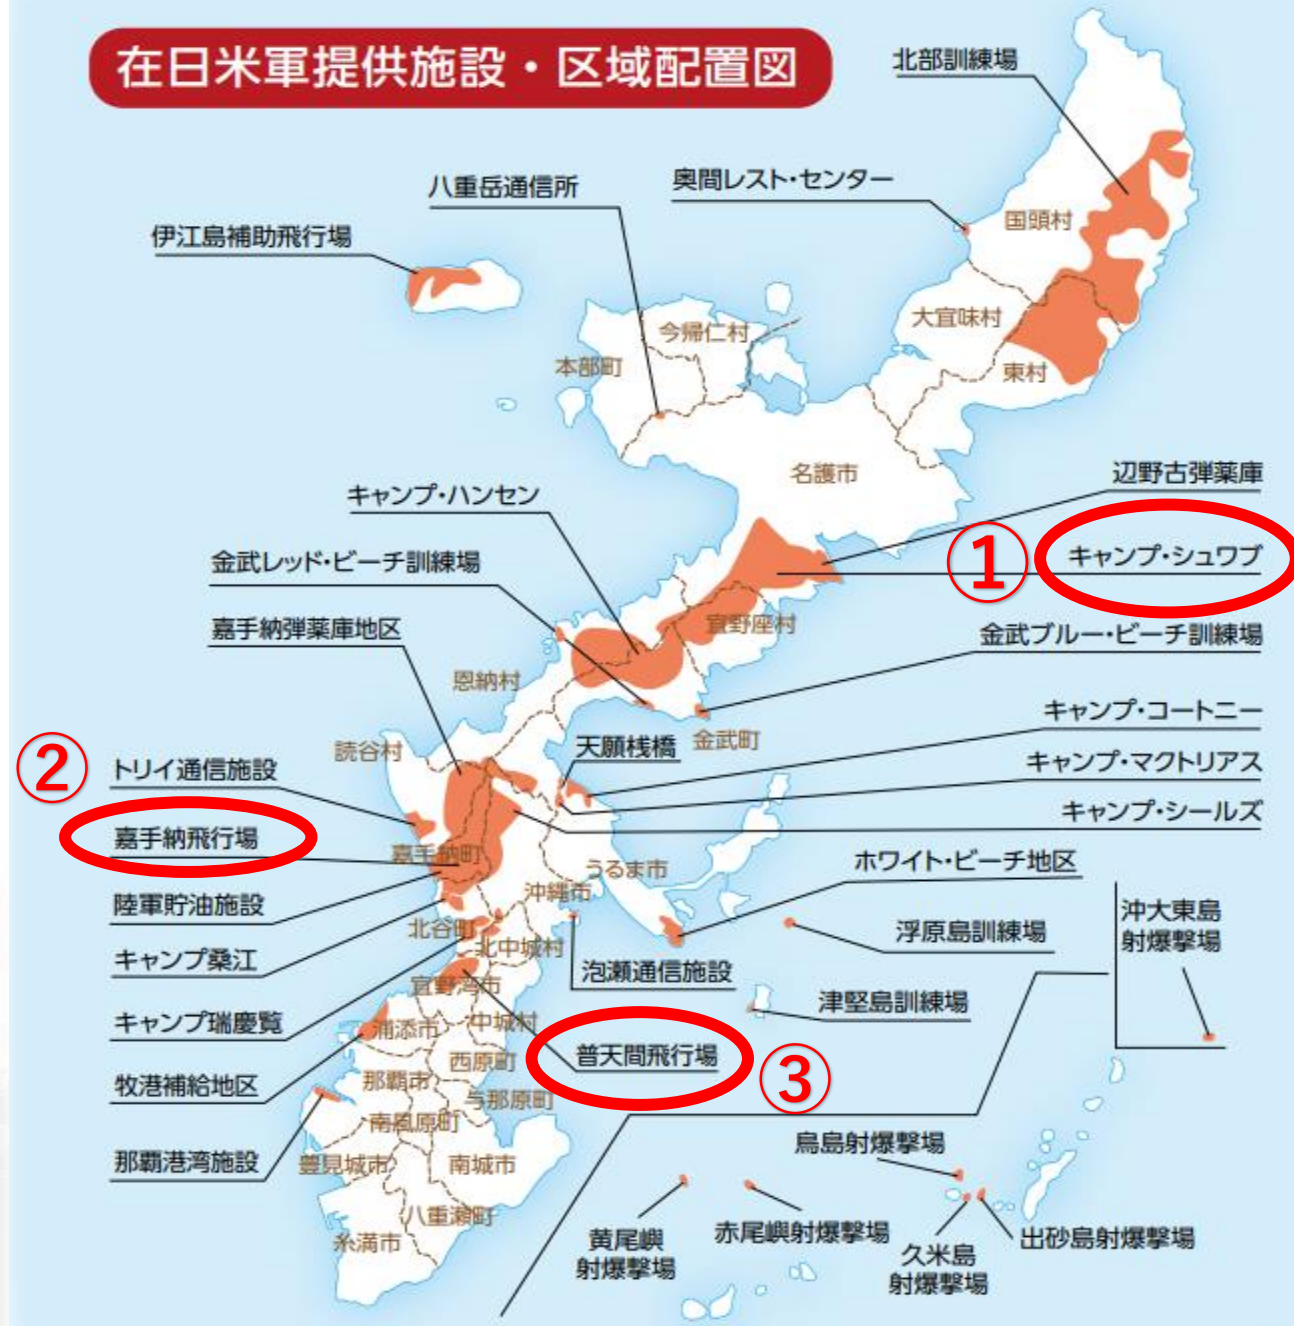 在日米軍提供施設・区域配置図
北部訓練場
奥間レスト・センター
八重岳通信所
伊江島補助飛行場
国頭村
大宜味村
東村
今帰仁村
本部町
名護市
辺野古弾薬庫
キャンプ・ハンセン
①
キャンプ・シュワブ
金武レッド・ビーチ訓練場
宜野座村
金武ブルー・ビーチ訓練場
嘉手納弾薬庫地区
恩納村
キャンプ・コートニー
金武町
天願桟橋
読谷村
キャンプ・マクトリアス
②
トリイ通信施設
キャンプ・シールズ
嘉手納飛行場
嘉手納町
うるま市
ホワイト・ビーチ地区
沖縄市
陸軍貯油施設
北谷町
浮原島訓練場
沖大東島
射爆撃場
北中城村
キャンプ桑江
泡瀬通信施設
宜野湾市
津堅島訓練場
キャンプ瑞慶覧
浦添市
中城村
普天間飛行場
③
西原町
牧港補給地区
那覇市
与那原町
南風原町
那覇港湾施設
豊見城市
南城市
鳥島射爆撃場
八重瀬町
糸満市
黄尾嶼
射爆撃場
赤尾嶼射爆撃場
久米島
射爆撃場
出砂島射爆撃場